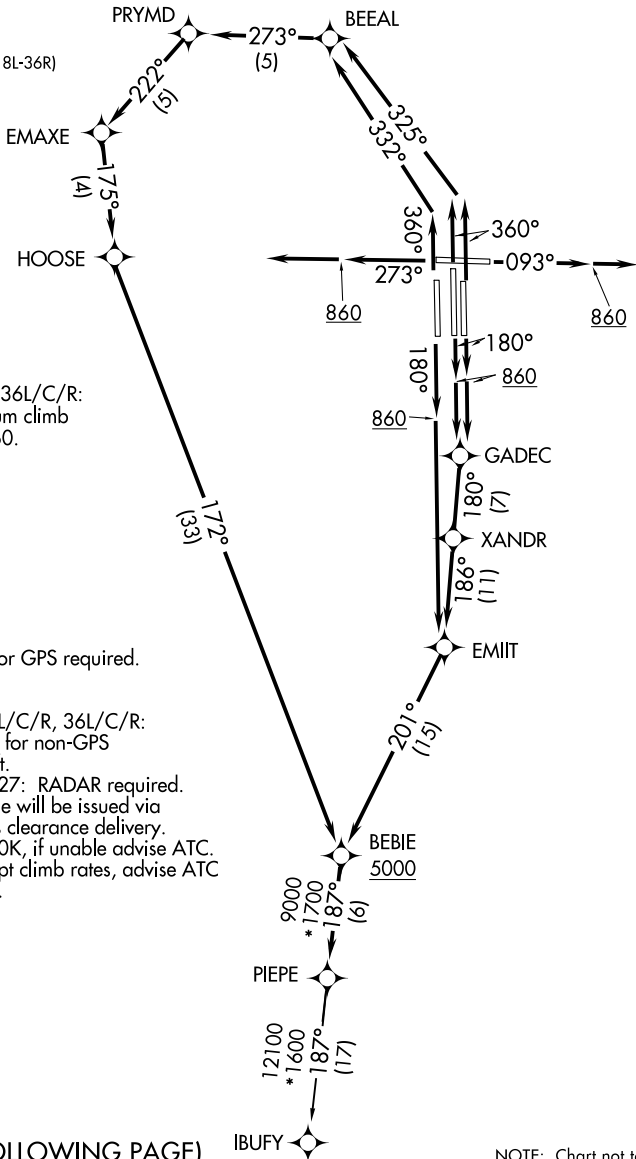 PRYMD
BEEAL
273°
(5)
8L-36R)
222°
(5)
325°
332°
EMAXE
175°
(4)
360°
360°
HOOSE
273°
093°
860
860
180°
180°
36L/C/R:
um climb
60.
860
860
GADEC
180°
(7)
172°
(33)
XANDR
186°
(11)
or GPS required.
EMIIT
L/C/R, 36L/C/R:
for non-GPS
t.
201°
(15)
27: RADAR required.
e will be issued via
s clearance delivery.
0K, if unable advise ATC.
pt climb rates, advise ATC
.
BEBIE
5000
9000
*1700
187°
(6)
PIEPE
12100
*1600
187°
(17)
OLLOWING PAGE)
IBUFY
NOTE: Chart not t